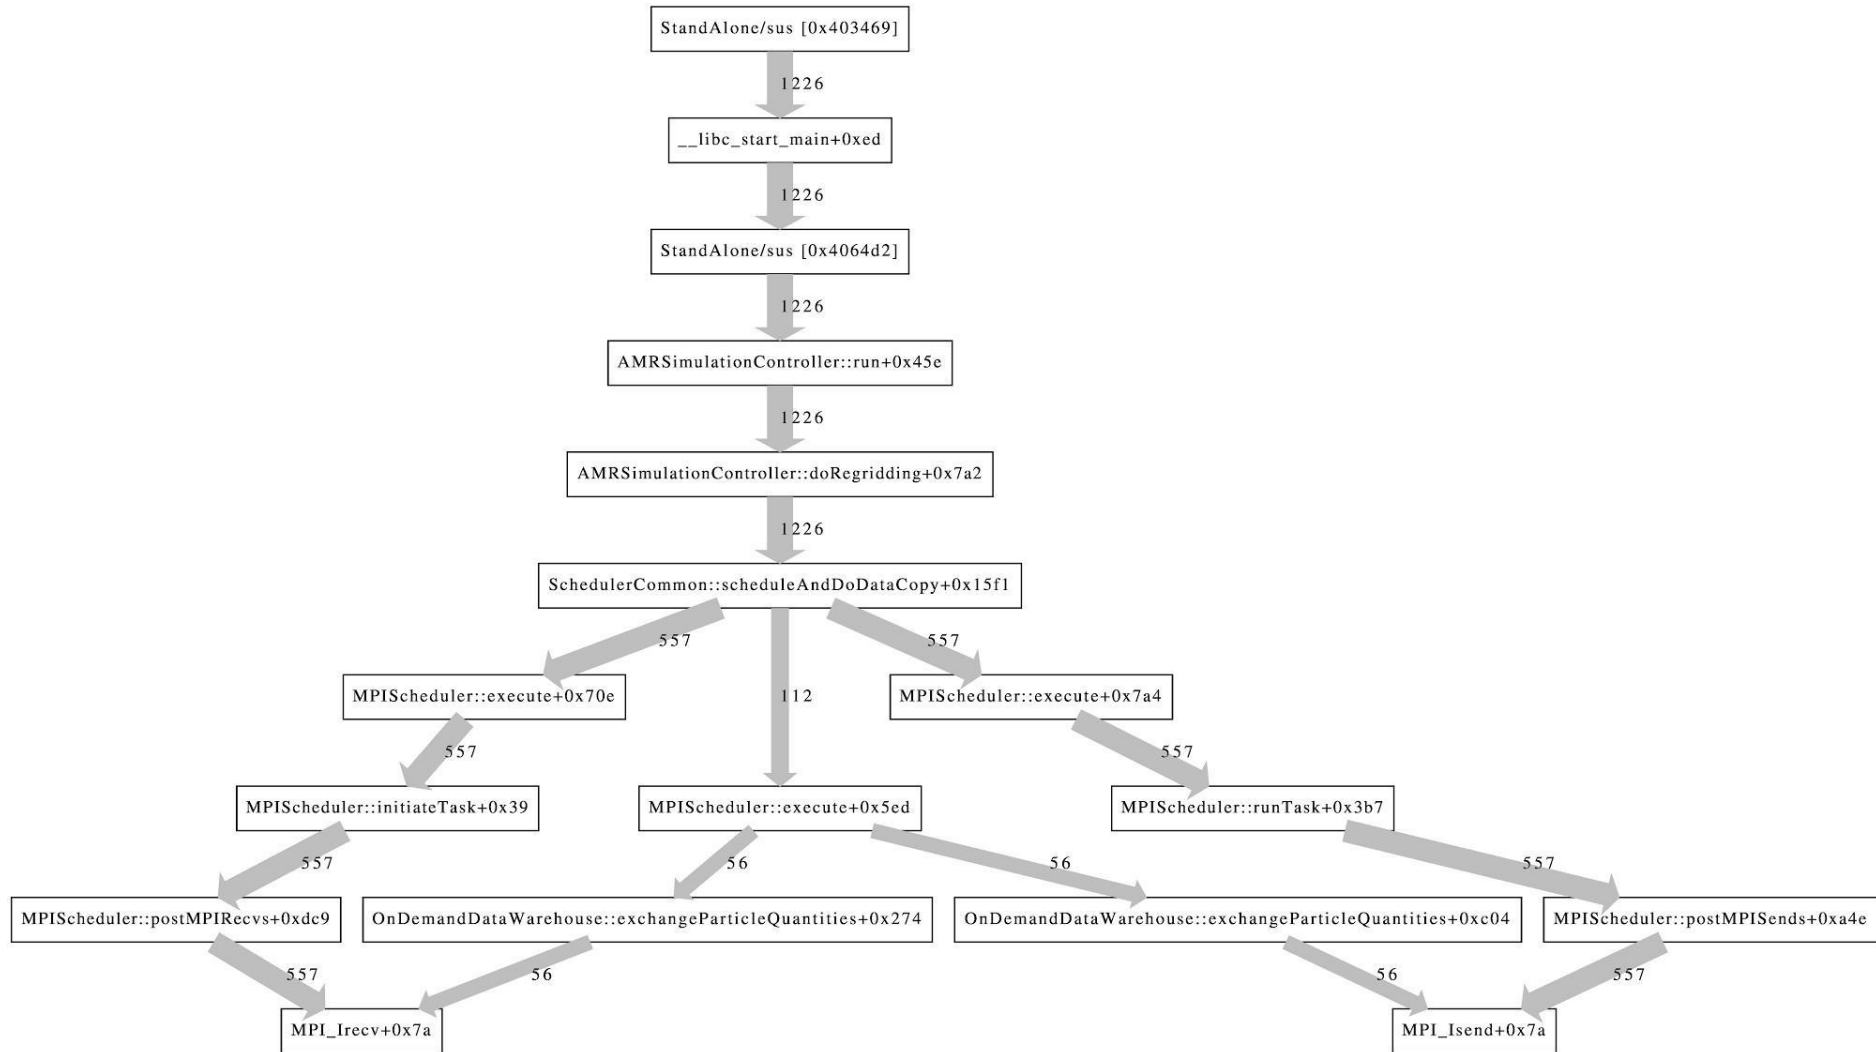 StandAlone/sus [0x403469]
1226
__libc_start_main+0xed
1226
StandAlone/sus [0x4064d2]
1226
AMRSimulationController::run+0x45e
1226
AMRSimulationController::doRegridding+0x7a2
1226
SchedulerCommon::scheduleAndDoDataCopy+0x15f1
557
557
112
MPIScheduler::execute+0x70e
MPIScheduler::execute+0x7a4
557
557
MPIScheduler::initiateTask+0x39
MPIScheduler::execute+0x5ed
MPIScheduler::runTask+0x3b7
557
56
56
557
MPIScheduler::postMPIRecvs+0xdc9
OnDemandDataWarehouse::exchangeParticleQuantities+0x274
OnDemandDataWarehouse::exchangeParticleQuantities+0xc04
MPIScheduler::postMPISends+0xa4e
557
56
56
557
MPI_Irecv+0x7a
MPI_Isend+0x7a